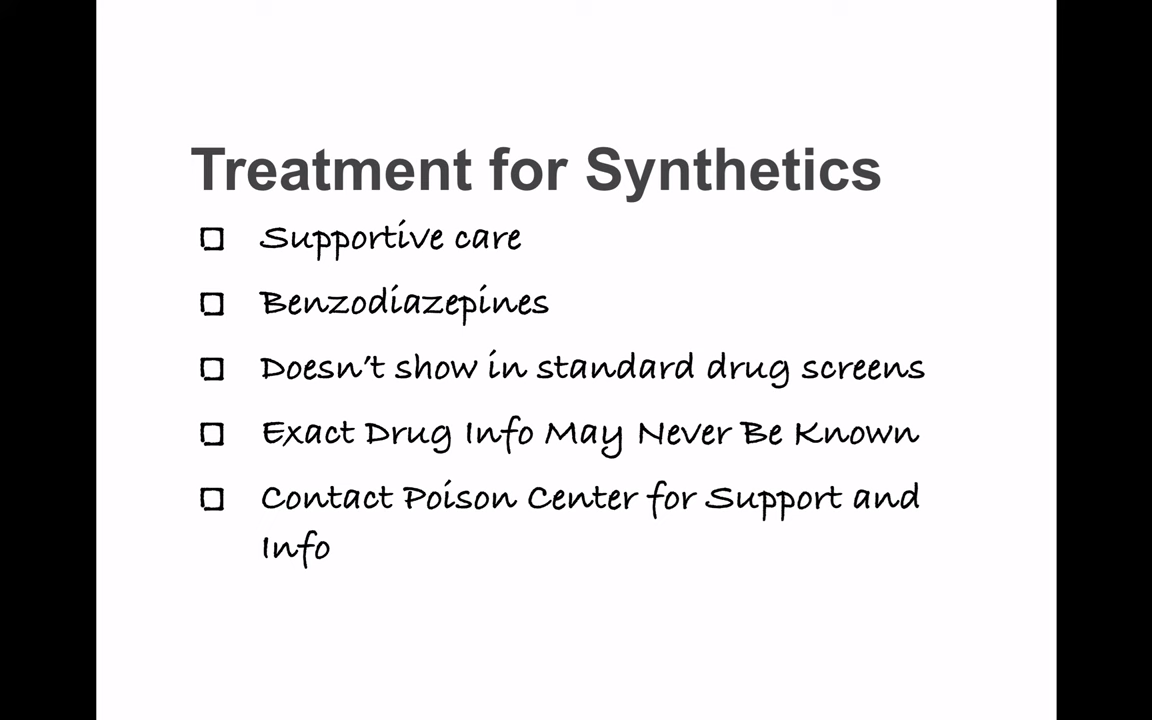 Treatment for Synthetics
Supportive care
Benzodiazepines
Doesn't show in standard drug screens
Exact Drug Info May Never Be Known
Contact Poison Center for Support and
Info